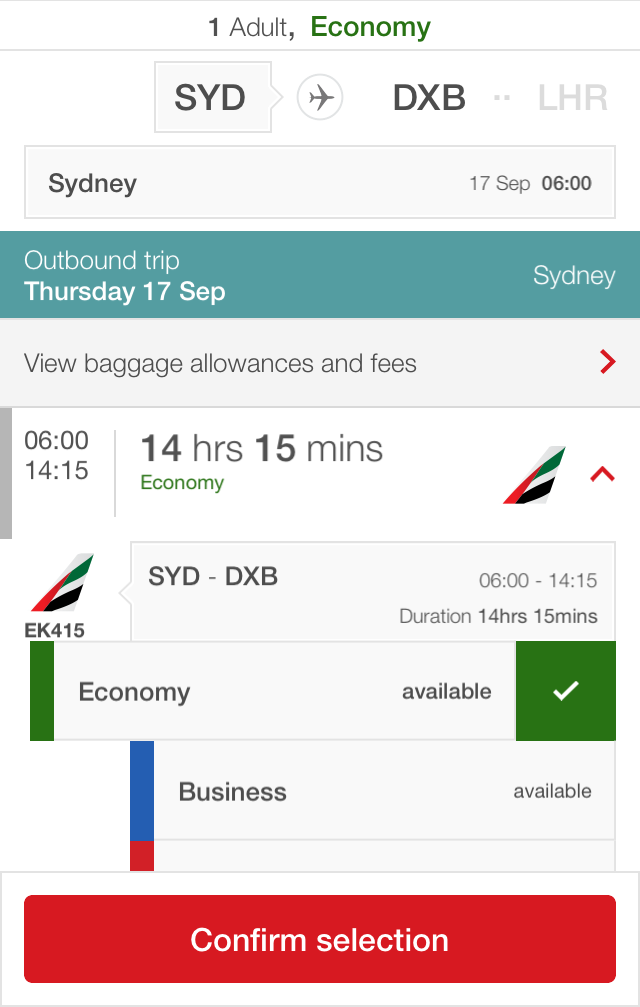 1 Adult, Economy
SYD DXB ·· LHR
Sydney 17 Sep 06:00
Outbound trip
Thursday 17 Sep
Sydney
View baggage allowances and fees
06:00
14:15
14 hrs 15 mins
Economy
EK415
SYD - DXB
06:00 - 14:15
Duration 14hrs 15mins
Economy available
Business available
Confirm selection